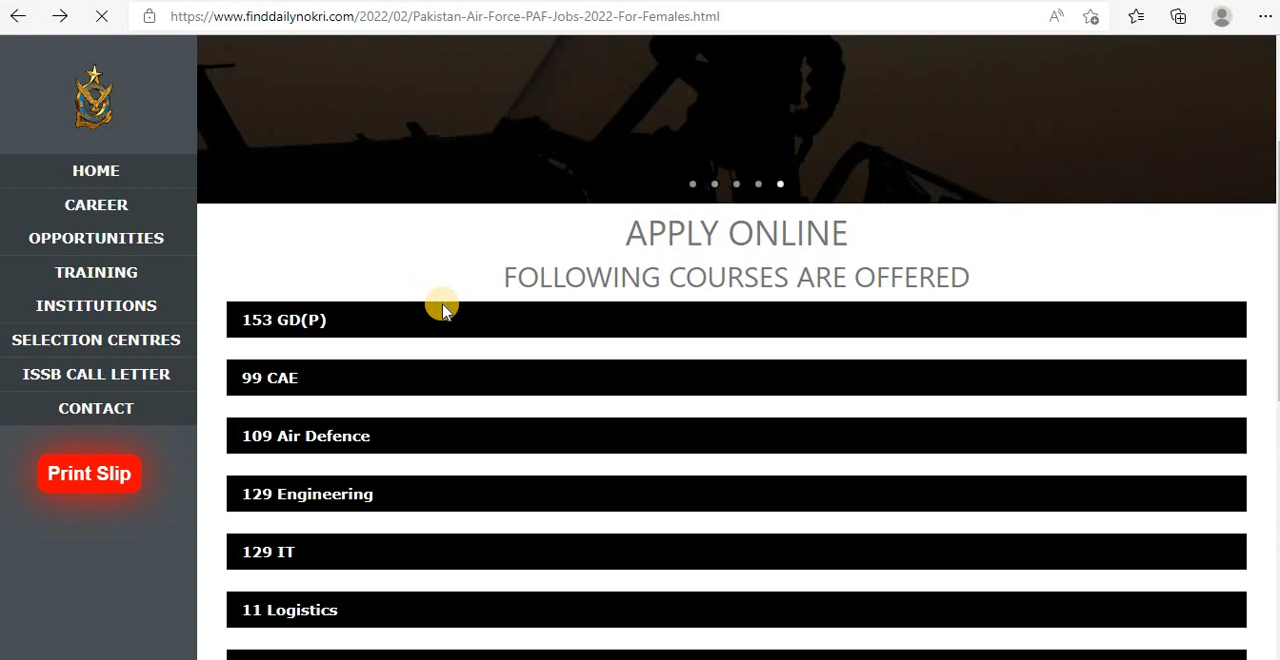 https://www.finddailynokri.com/2022/02/Pakistan-Air-Force-PAF-Jobs-2022-For-Females.html
HOME
CAREER
OPPORTUNITIES
TRAINING
INSTITUTIONS
SELECTION CENTRES
ISSB CALL LETTER
CONTACT
Print Slip
APPLY ONLINE
FOLLOWING COURSES ARE OFFERED
153 GD(P)
99 CAE
109 Air Defence
129 Engineering
129 IT
11 Logistics